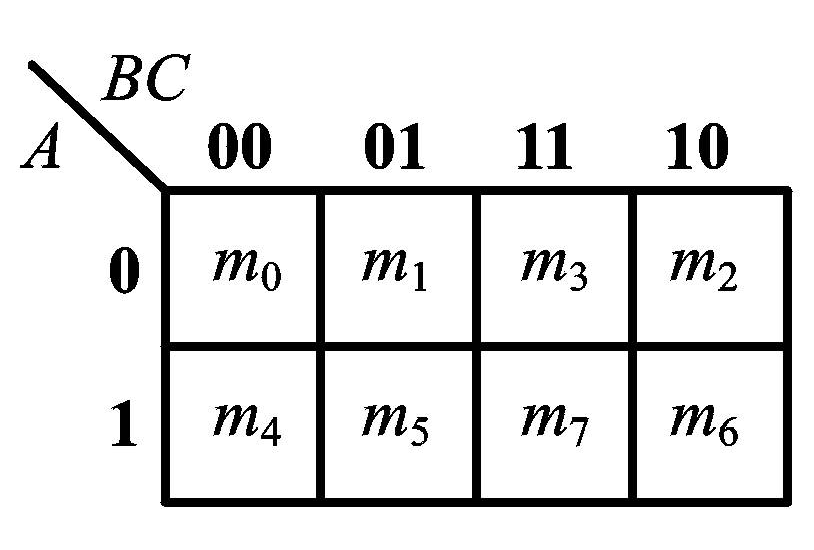 BC
A
00 01 11 10
0 m₀ m₁ m₃ m₂
1 m₄ m₅ m₇ m₆